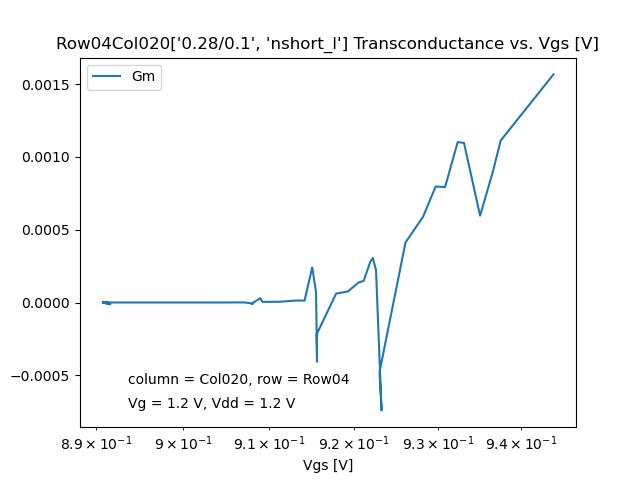 Row04Col020['0.28/0.1', 'nshort_l'] Transconductance vs. Vgs [V]
Gm
0.0015
0.0010
0.0005
0.0000
−0.0005
column = Col020, row = Row04
Vg = 1.2 V, Vdd = 1.2 V
8.9 × 10⁻¹ 9 × 10⁻¹ 9.1 × 10⁻¹ 9.2 × 10⁻¹ 9.3 × 10⁻¹ 9.4 × 10⁻¹
Vgs [V]